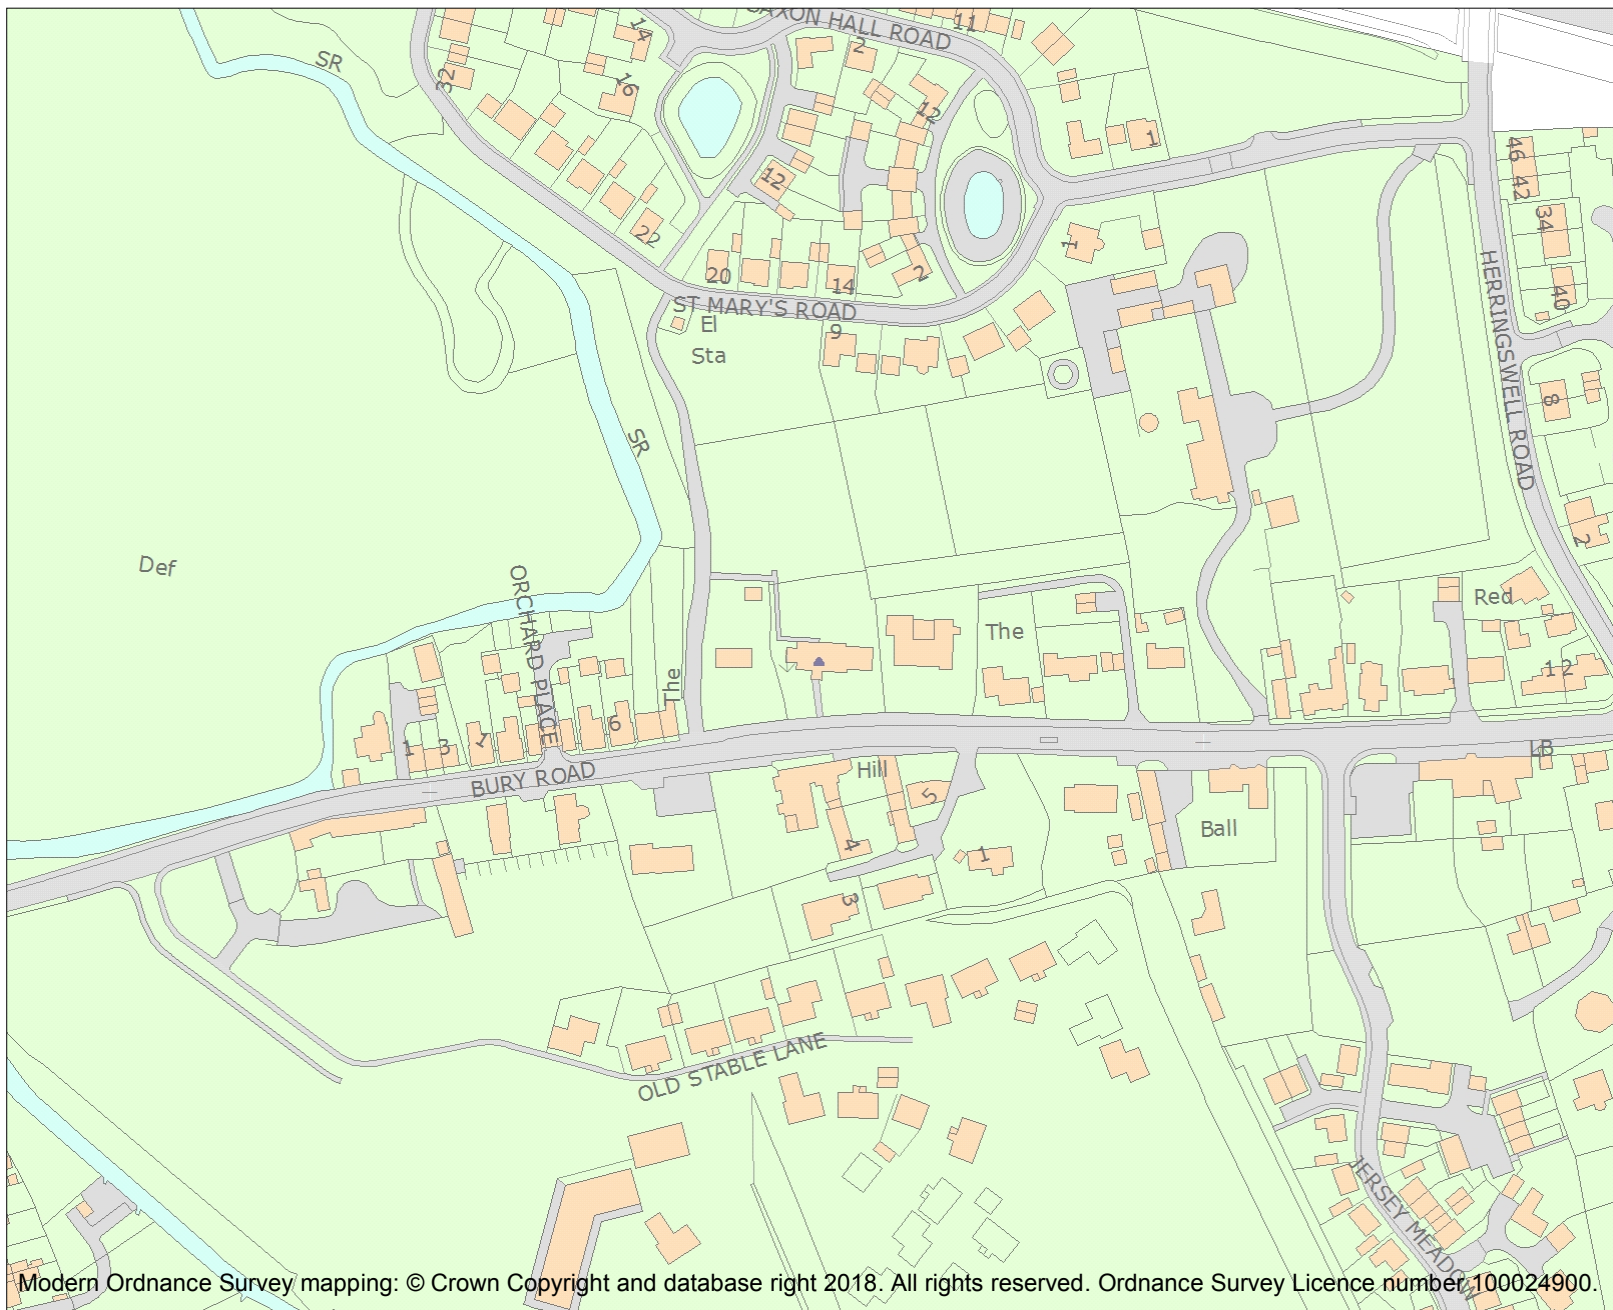 SAXON HALL ROAD
11
14
2
SR
32
16
12
1
12
46
42
34
22
1
20
2
14
HERRINGSWELL ROAD
40
ST MARY'S ROAD
El
Sta
9
8
SR
2
Def
ORCHARD PLACE
Red
The
The
1 2
6
1
3
1
LB
BURY ROAD
Hill
5
Ball
4
1
3
OLD STABLE LANE
JERSEY MEADOW
Modern Ordnance Survey mapping: © Crown Copyright and database right 2018. All rights reserved. Ordnance Survey Licence number 100024900.